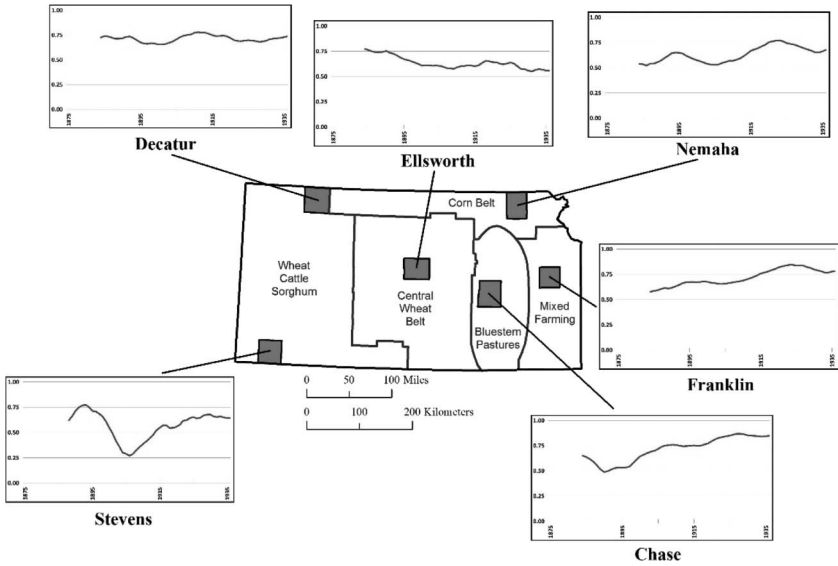 1.00
0.75
0.50
0.25
0.00
1875
1895
1915
1935
Decatur
1.00
0.75
0.50
0.25
0.00
1875
1895
1915
1935
Ellsworth
1.00
0.75
0.50
0.25
0.00
1875
1895
1915
1935
Nemaha
Corn Belt
Wheat
Cattle
Sorghum
Central
Wheat
Belt
Bluestem
Pastures
Mixed
Farming
0 50 100 Miles
0 100 200 Kilometers
1.00
0.75
0.50
0.25
0.00
1875
1895
1915
1935
Franklin
1.00
0.75
0.50
0.25
0.00
1875
1895
1915
1935
Stevens
1.00
0.75
0.50
0.25
0.00
1875
1895
1915
1935
Chase